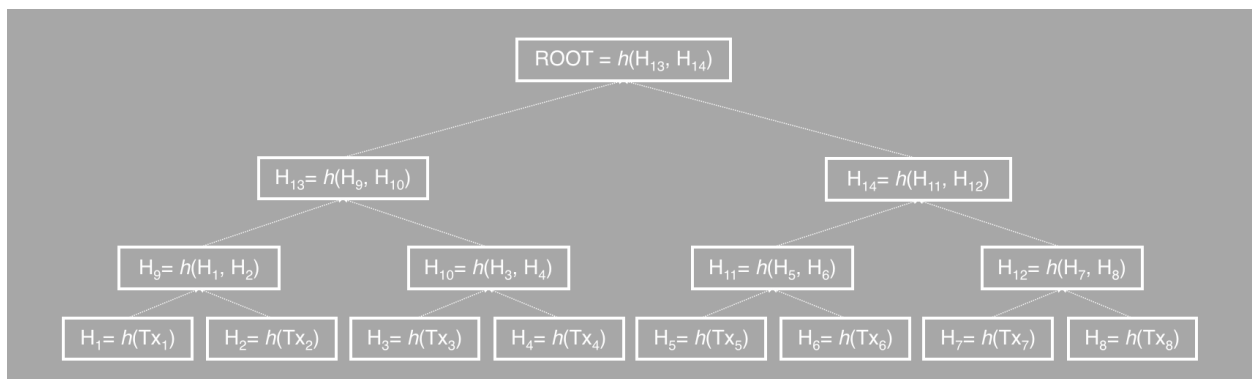 ROOT = h(H₁₃, H₁₄)
H₁₃= h(H₉, H₁₀)
H₁₄= h(H₁₁, H₁₂)
H₉= h(H₁, H₂)
H₁₀= h(H₃, H₄)
H₁₁= h(H₅, H₆)
H₁₂= h(H₇, H₈)
H₁= h(Tx₁)
H₂= h(Tx₂)
H₃= h(Tx₃)
H₄= h(Tx₄)
H₅= h(Tx₅)
H₆= h(Tx₆)
H₇= h(Tx₇)
H₈= h(Tx₈)